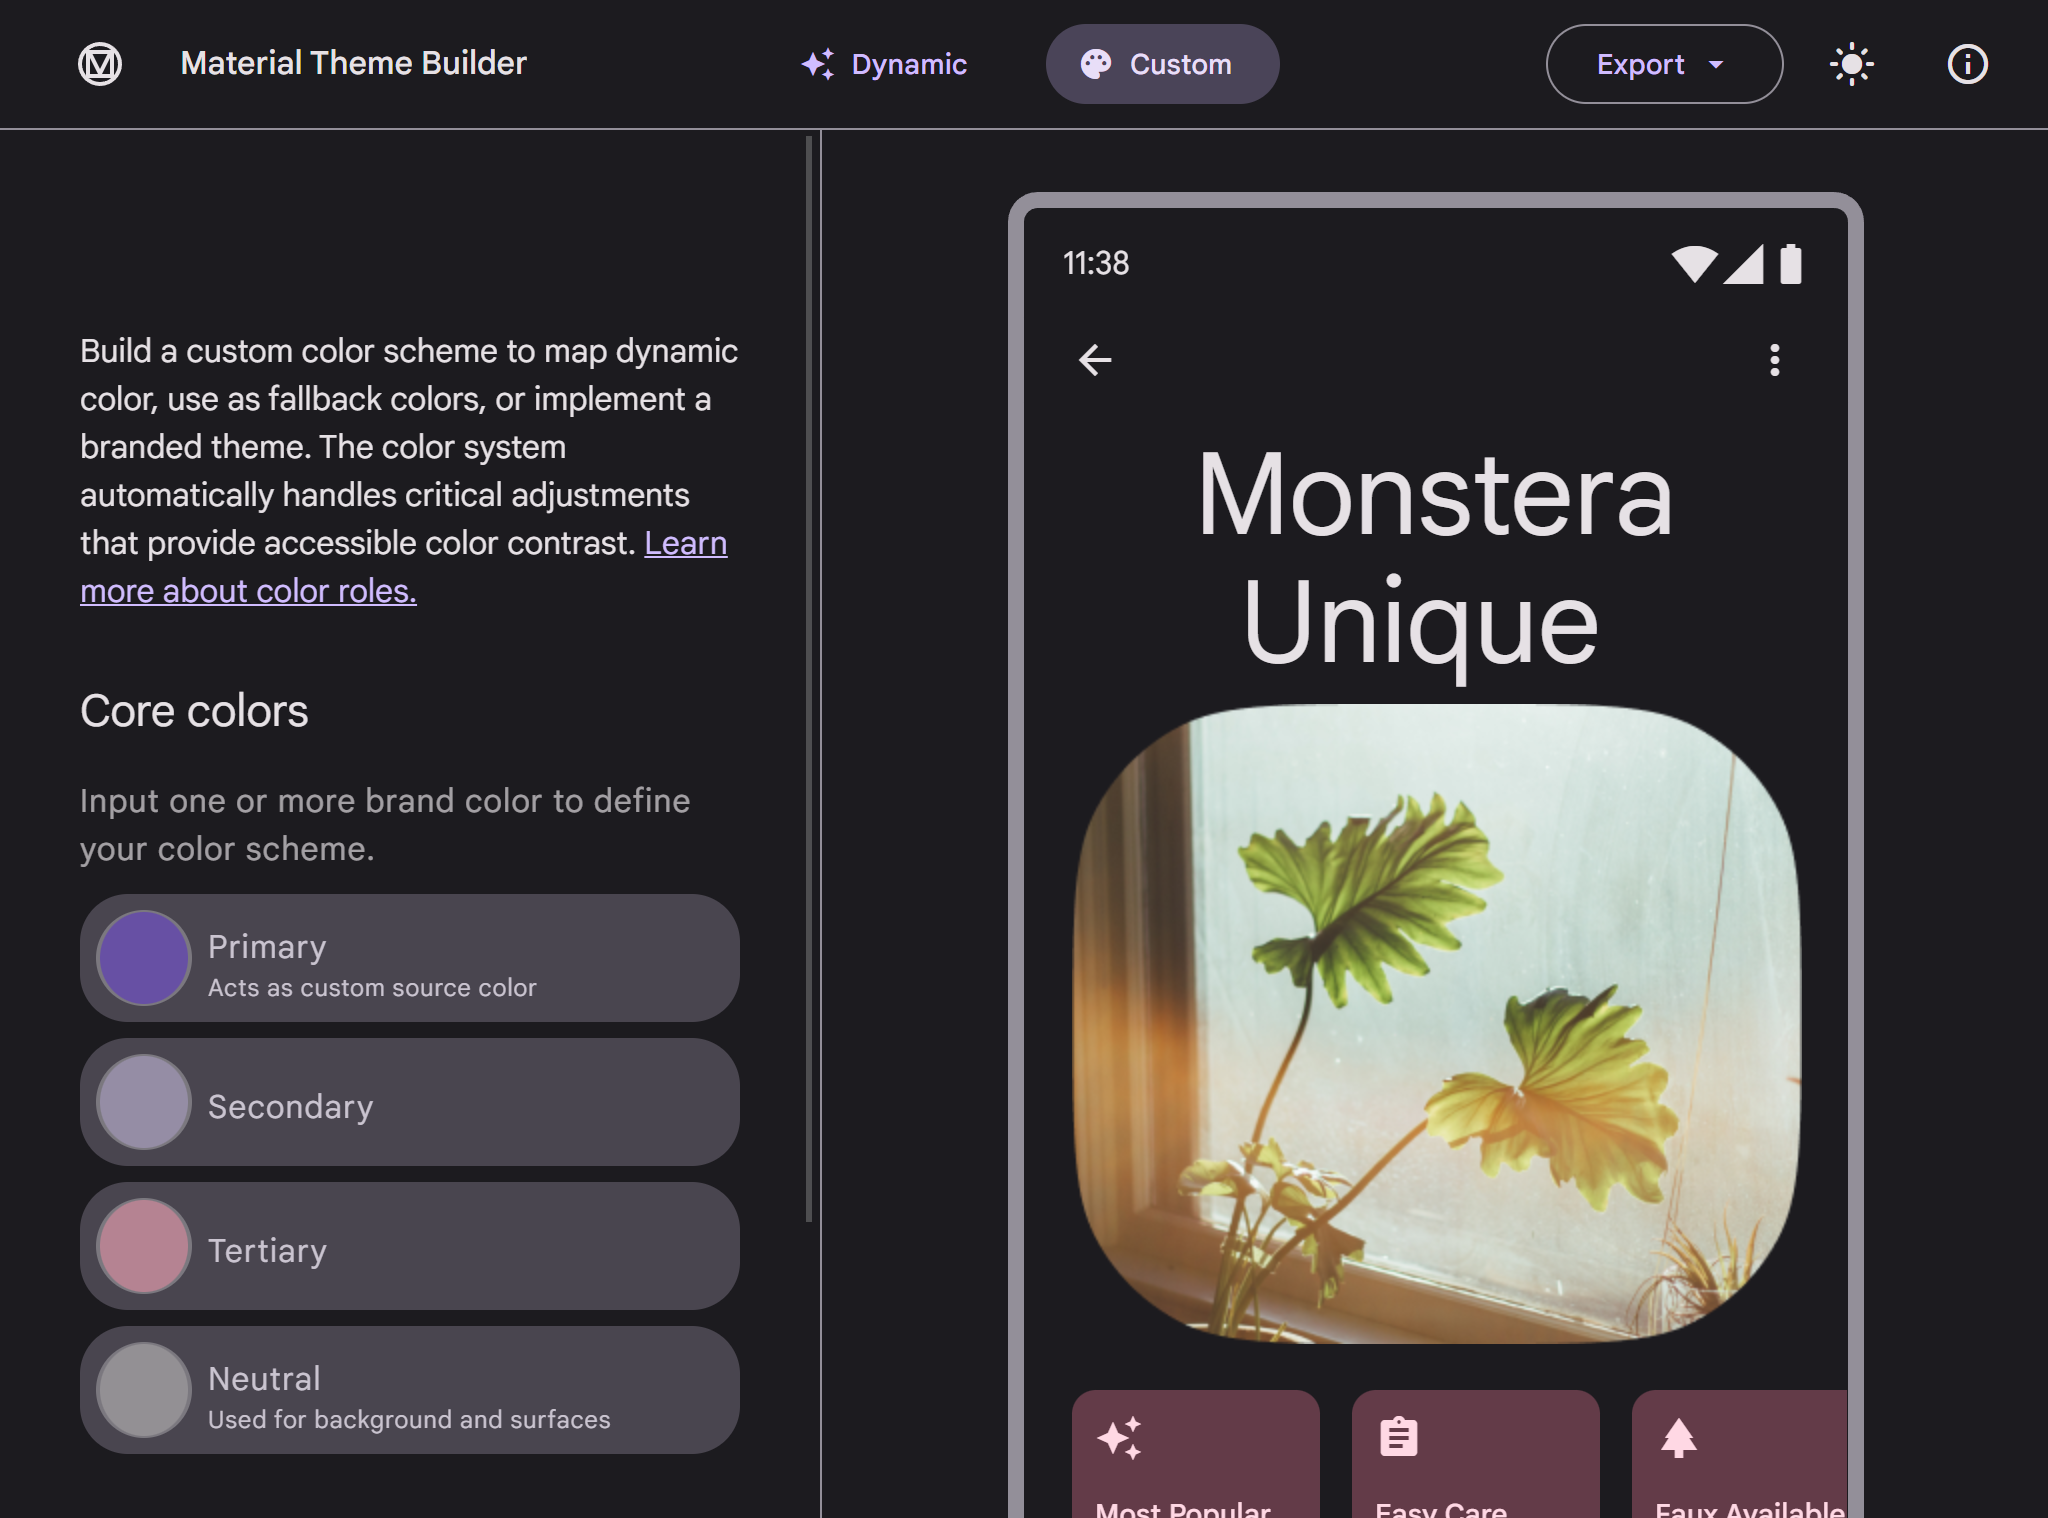 Material Theme Builder
Dynamic
Custom
Export
Build a custom color scheme to map dynamic
color, use as fallback colors, or implement a
branded theme. The color system
automatically handles critical adjustments
that provide accessible color contrast. Learn
more about color roles.
Core colors
Input one or more brand color to define
your color scheme.
Primary
Acts as custom source color
Secondary
Tertiary
Neutral
Used for background and surfaces
11:38
Monstera
Unique
Most Popular
Easy Care
Faux Available